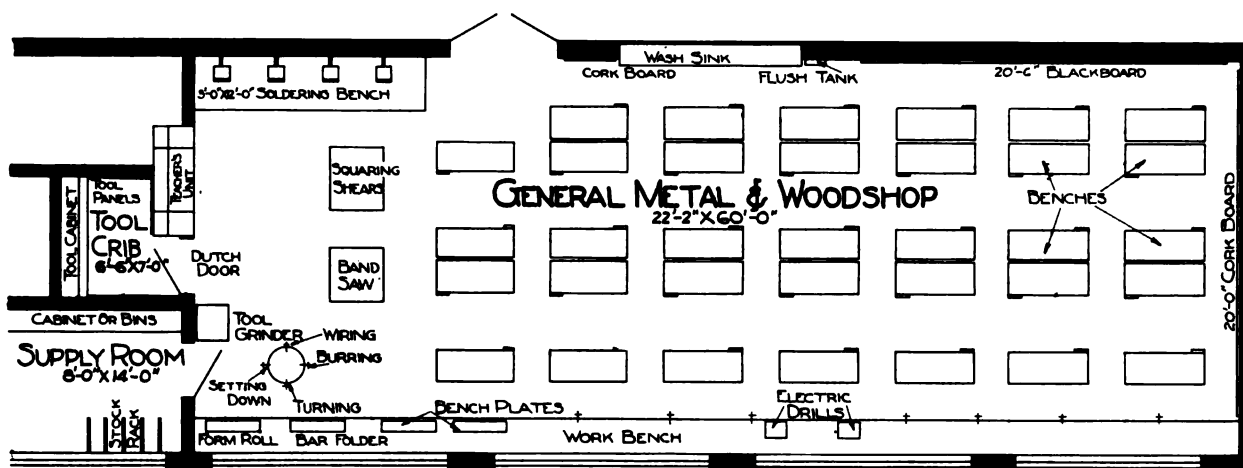 WASH SINK
CORK BOARD
FLUSH TANK
20'-6" BLACKBOARD
5'-0"X12'-0" SOLDERING BENCH
TEACHER'S
UNIT
SQUARING
SHEARS
TOOL
PANELS
TOOL CABINET
TOOL
CRIB
6'-6"X7'-0"
GENERAL METAL & WOODSHOP
22'-2" X 60'-0"
BENCHES
20'-0" CORK BOARD
DUTCH
DOOR
BAND
SAW
CABINET OR BINS
TOOL
GRINDER
WIRING
SUPPLY ROOM
8'-0"X14'-0"
BURRING
SETTING
DOWN
TURNING
BENCH PLATES
ELECTRIC
DRILLS
STOCK
RACK
FORM ROLL
BAR FOLDER
WORK BENCH